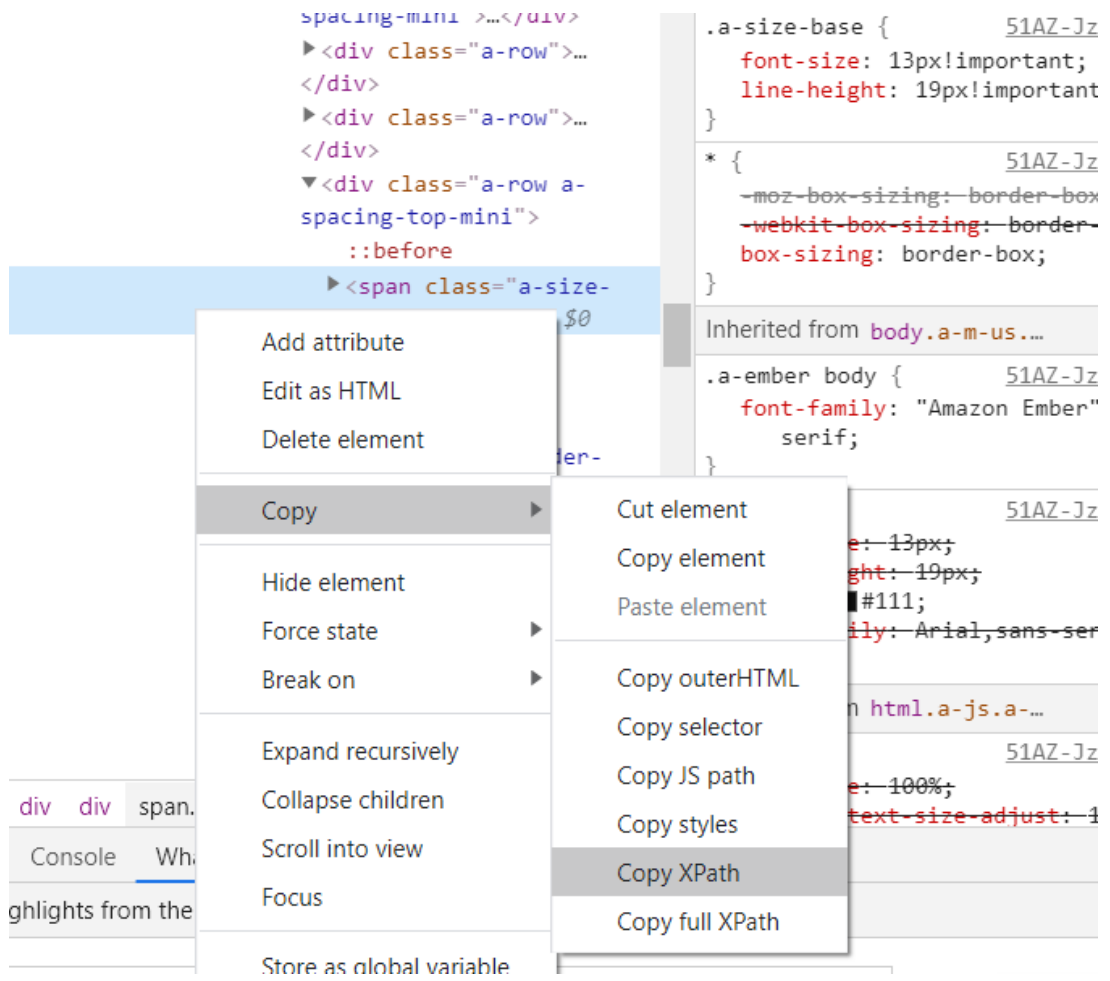 spacing-mini">…</div>
▶<div class="a-row">…
</div>
▶<div class="a-row">…
</div>
▼<div class="a-row a-
spacing-top-mini">
::before
▶<span class="a-size-
$0
der-
div div span.
Console Wha
ghlights from the
Add attribute
Edit as HTML
Delete element
Copy ▶
Hide element
Force state ▶
Break on ▶
Expand recursively
Collapse children
Scroll into view
Focus
Store as global variable
Cut element
Copy element
Paste element
Copy outerHTML
Copy selector
Copy JS path
Copy styles
Copy XPath
Copy full XPath
.a-size-base { 51AZ-Jz
font-size: 13px!important;
line-height: 19px!important
}
* { 51AZ-Jz
-moz-box-sizing: border-box
-webkit-box-sizing: border-
box-sizing: border-box;
}
Inherited from body.a-m-us.…
.a-ember body { 51AZ-Jz
font-family: "Amazon Ember"
serif;
}
51AZ-Jz
e: 13px;
ght: 19px;
#111;
ily: Arial,sans-ser
n html.a-js.a-…
51AZ-Jz
e: 100%;
text-size-adjust: 1